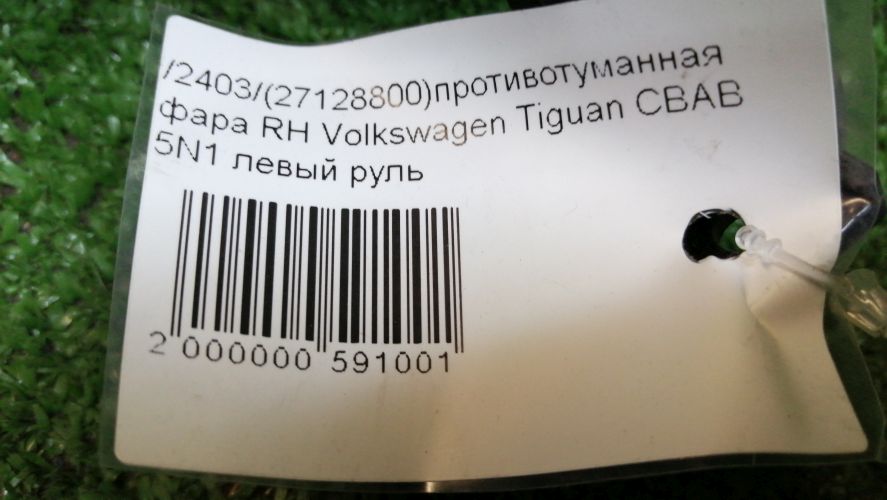 /2403/(27128800)противотуманная
фара RH Volkswagen Tiguan CBAB
5N1 левый руль
2 000000 591001